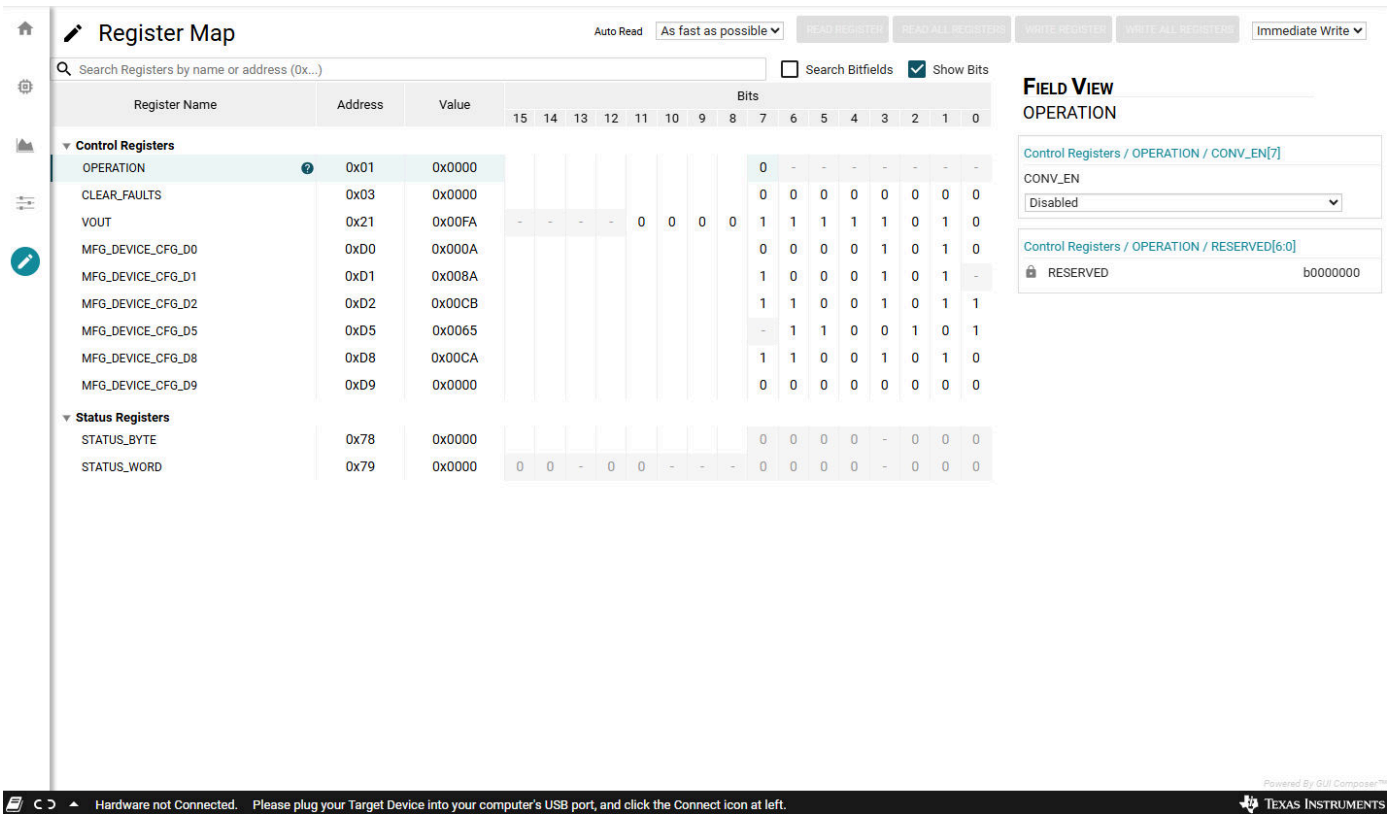 Register Map
Auto Read As fast as possible READ REGISTER READ ALL REGISTERS WRITE REGISTER WRITE ALL REGISTERS Immediate Write
Search Registers by name or address (0x...) Search Bitfields Show Bits
Register Name Address Value Bits
15 14 13 12 11 10 9 8 7 6 5 4 3 2 1 0
Control Registers
OPERATION ? 0x01 0x0000 0 - - - - - - -
CLEAR_FAULTS 0x03 0x0000 0 0 0 0 0 0 0 0
VOUT 0x21 0x00FA - - - - 0 0 0 0 1 1 1 1 1 0 1 0
MFG_DEVICE_CFG_D0 0xD0 0x000A 0 0 0 0 1 0 1 0
MFG_DEVICE_CFG_D1 0xD1 0x008A 1 0 0 0 1 0 1 -
MFG_DEVICE_CFG_D2 0xD2 0x00CB 1 1 0 0 1 0 1 1
MFG_DEVICE_CFG_D5 0xD5 0x0065 - 1 1 0 0 1 0 1
MFG_DEVICE_CFG_D8 0xD8 0x00CA 1 1 0 0 1 0 1 0
MFG_DEVICE_CFG_D9 0xD9 0x0000 0 0 0 0 0 0 0 0
Status Registers
STATUS_BYTE 0x78 0x0000 0 0 0 0 - 0 0 0
STATUS_WORD 0x79 0x0000 0 0 - 0 0 - - - 0 0 0 0 - 0 0 0
FIELD VIEW
OPERATION
Control Registers / OPERATION / CONV_EN[7]
CONV_EN
Disabled
Control Registers / OPERATION / RESERVED[6:0]
RESERVED b0000000
Powered By GUI Composer™
Hardware not Connected. Please plug your Target Device into your computer's USB port, and click the Connect icon at left.
TEXAS INSTRUMENTS